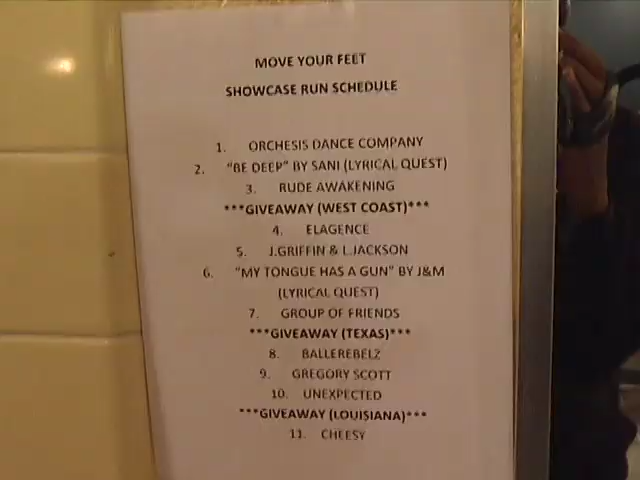 MOVE YOUR FEET
SHOWCASE RUN SCHEDULE
1. ORCHESIS DANCE COMPANY
2. "BE DEEP" BY SANI (LYRICAL QUEST)
3. RUDE AWAKENING
***GIVEAWAY (WEST COAST)***
4. ELAGENCE
5. J.GRIFFIN & L.JACKSON
6. "MY TONGUE HAS A GUN" BY J&M
(LYRICAL QUEST)
7. GROUP OF FRIENDS
***GIVEAWAY (TEXAS)***
8. BALLEREBELZ
9. GREGORY SCOTT
10. UNEXPECTED
***GIVEAWAY (LOUISIANA)***
11. CHEESY